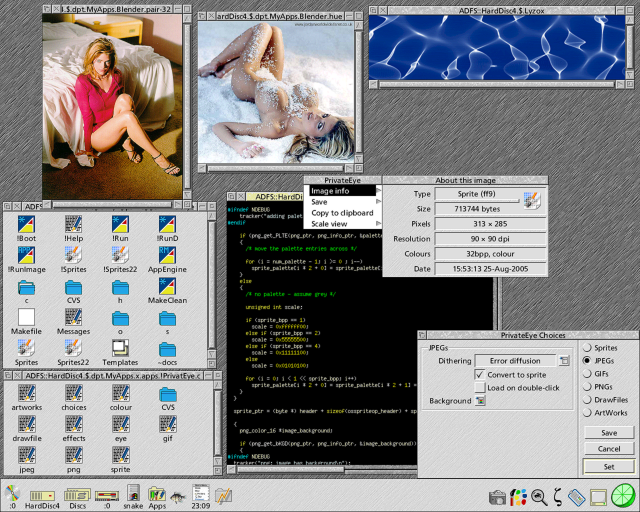 ).$.dpt.MyApps.Blender.pair-32
ardDisc4.$.dpt.MyApps.Blender.hue
ADFS::HardDisc4.$.Lyzox
PrivateEye
Image info
Save
Copy to clipboard
Scale view
About this image
Type
Sprite (ff9)
Size
713744 bytes
Pixels
313 × 285
Resolution
90 × 90 dpi
Colours
32bpp, colour
Date
15:53:13 25-Aug-2005
ADFS
!Boot
!Help
!Run
!RunD
!RunImage
!Sprites
!Sprites22
AppEngine
c
CVS
h
MakeClean
Makefile
Messages
o
s
Sprites
Sprites22
Templates
~docs
ADFS::HardDisc4.$.dpt.MyApps.x.apps.!PrivatEye.c
artworks
choices
colour
CVS
drawfile
effects
eye
gif
jpeg
png
sprite
ADFS::HardDi
#ifndef NDEBUG
tracker("adding palet
#endif
if (png_get_PLTE(png_ptr, png_info_ptr, &palett
/* move the palette entries across */
for (i = num_palette - 1; i >= 0 ; i--)
sprite_palette[i * 2 + 0] = sprite_palette[i * 2 +
else
/* no palette - assume grey */
unsigned int scale;
if (sprite_bpp == 1)
scale = 0xffffff00;
else if (sprite_bpp == 2)
scale = 0x55555500;
else if (sprite_bpp == 4)
scale = 0x11111100;
else
scale = 0x01010100;
for (i = 0; i < 1 << sprite_bpp; i++)
sprite_palette[i * 2 + 0] = sprite_palette[i * 2 + 1] =
sprite_ptr = (byte *) header + sizeof(osspriteop_header) + sp
{
png_color_16 *image_background;
if (png_get_bKGD(png_ptr, png_info_ptr, &image_background))
#ifndef NDEBUG
tracker("png: image has background\n");
PrivateEye Choices
JPEGs
Dithering
Error diffusion
Convert to sprite
Load on double-click
Background
Sprites
JPEGs
GIFs
PNGs
DrawFiles
ArtWorks
Save
Cancel
Set
:0
HardDisc4
Discs
:0
snake
Apps
23:09